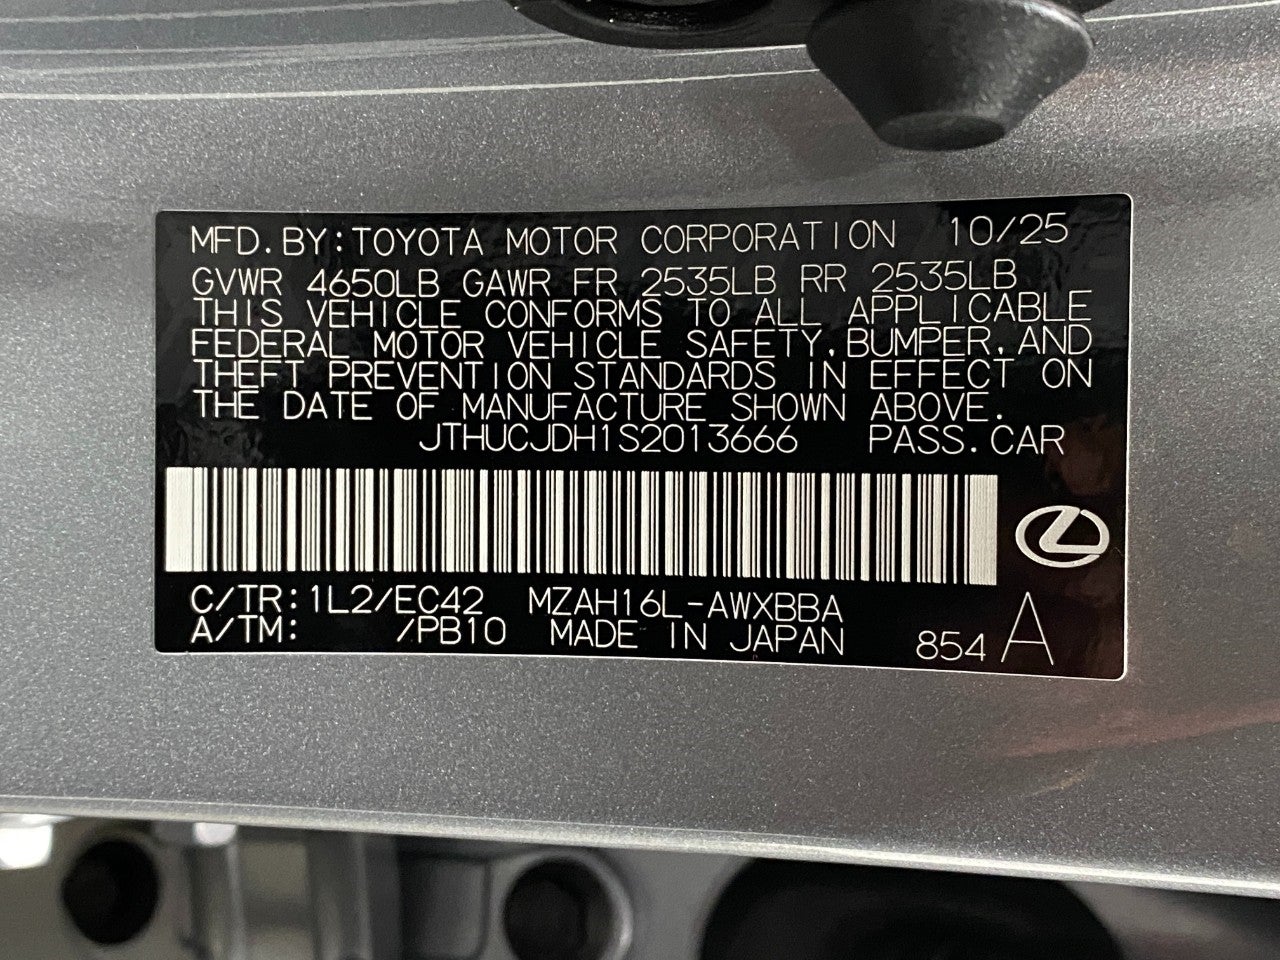 MFD.BY:TOYOTA MOTOR CORPORATION 10/25
GVWR 4650LB GAWR FR 2535LB RR 2535LB
THIS VEHICLE CONFORMS TO ALL APPLICABLE
FEDERAL MOTOR VEHICLE SAFETY,BUMPER,AND
THEFT PREVENTION STANDARDS IN EFFECT ON
THE DATE OF MANUFACTURE SHOWN ABOVE.
JTHUCJDH1S2013666 PASS.CAR
C/TR:1L2/EC42 MZAH16L-AWXBBA
A/TM: /PB10 MADE IN JAPAN 854 A